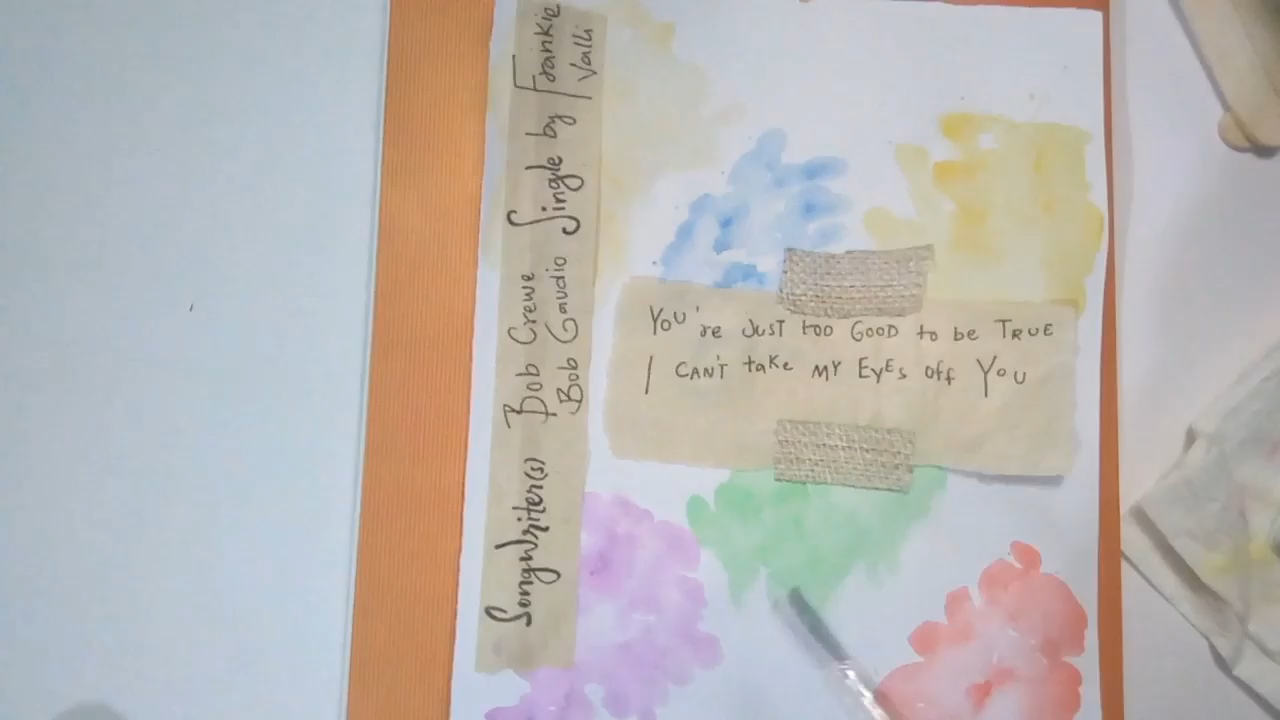 Songwriter(s) Bob Crewe Single by Frankie
Bob Gaudio Valli
You're JUST too GOOD to be TRUE
I CAN'T take MY EyEs off You